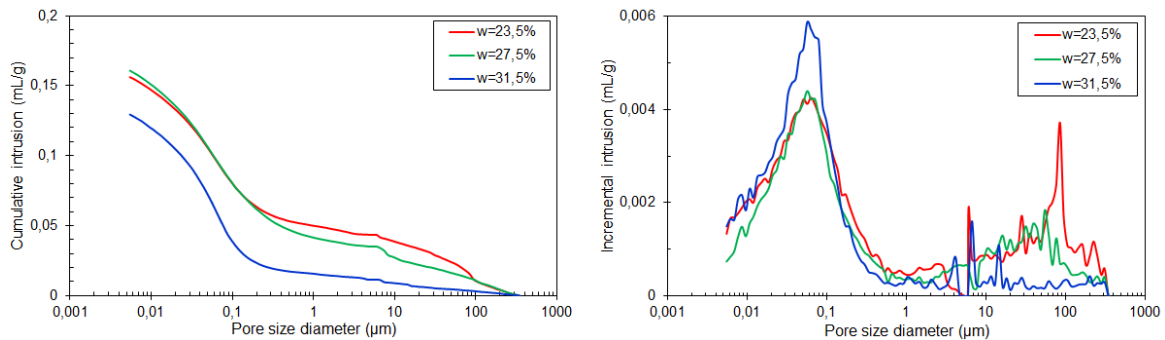 0,2
0,15
0,1
0,05
0
Cumulative intrusion (mL/g)
w=23,5%
w=27,5%
w=31,5%
0,001
0,01
0,1
1
10
100
1000
Pore size diameter (µm)
0,006
0,004
0,002
0
Incremental intrusion (mL/g)
w=23,5%
w=27,5%
w=31,5%
0,001
0,01
0,1
1
10
100
1000
Pore size diameter (µm)